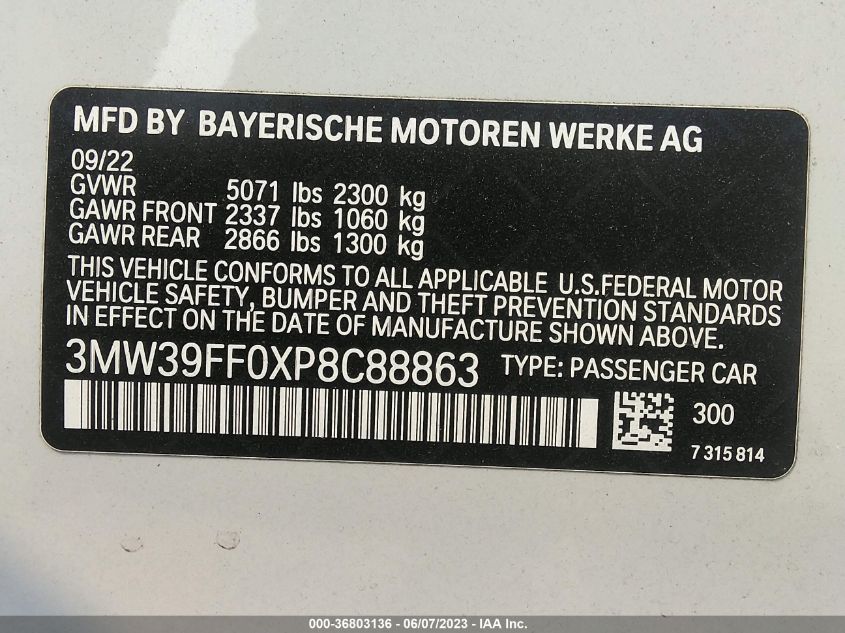 MFD BY BAYERISCHE MOTOREN WERKE AG
09/22
GVWR 5071 lbs 2300 kg
GAWR FRONT 2337 lbs 1060 kg
GAWR REAR 2866 lbs 1300 kg
THIS VEHICLE CONFORMS TO ALL APPLICABLE U.S.FEDERAL MOTOR
VEHICLE SAFETY, BUMPER AND THEFT PREVENTION STANDARDS
IN EFFECT ON THE DATE OF MANUFACTURE SHOWN ABOVE.
3MW39FF0XP8C88863 TYPE: PASSENGER CAR
300
7 315 814
000-36803136 - 06/07/2023 - IAA Inc.